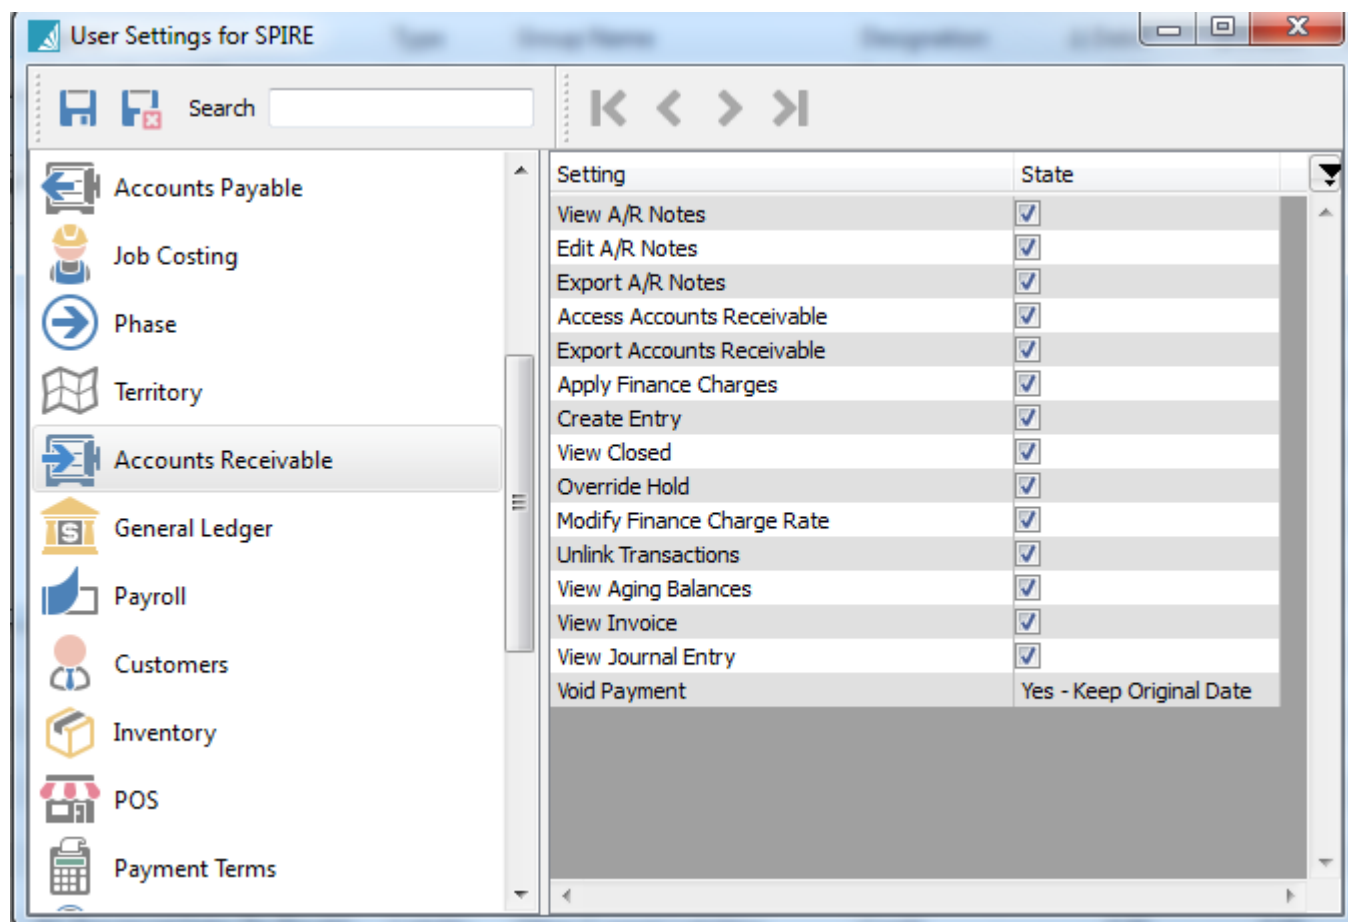 User Settings for SPIRE
Search
Accounts Payable
Job Costing
Phase
Territory
Accounts Receivable
General Ledger
Payroll
Customers
Inventory
POS
Payment Terms
Setting State
View A/R Notes
Edit A/R Notes
Export A/R Notes
Access Accounts Receivable
Export Accounts Receivable
Apply Finance Charges
Create Entry
View Closed
Override Hold
Modify Finance Charge Rate
Unlink Transactions
View Aging Balances
View Invoice
View Journal Entry
Void Payment Yes - Keep Original Date